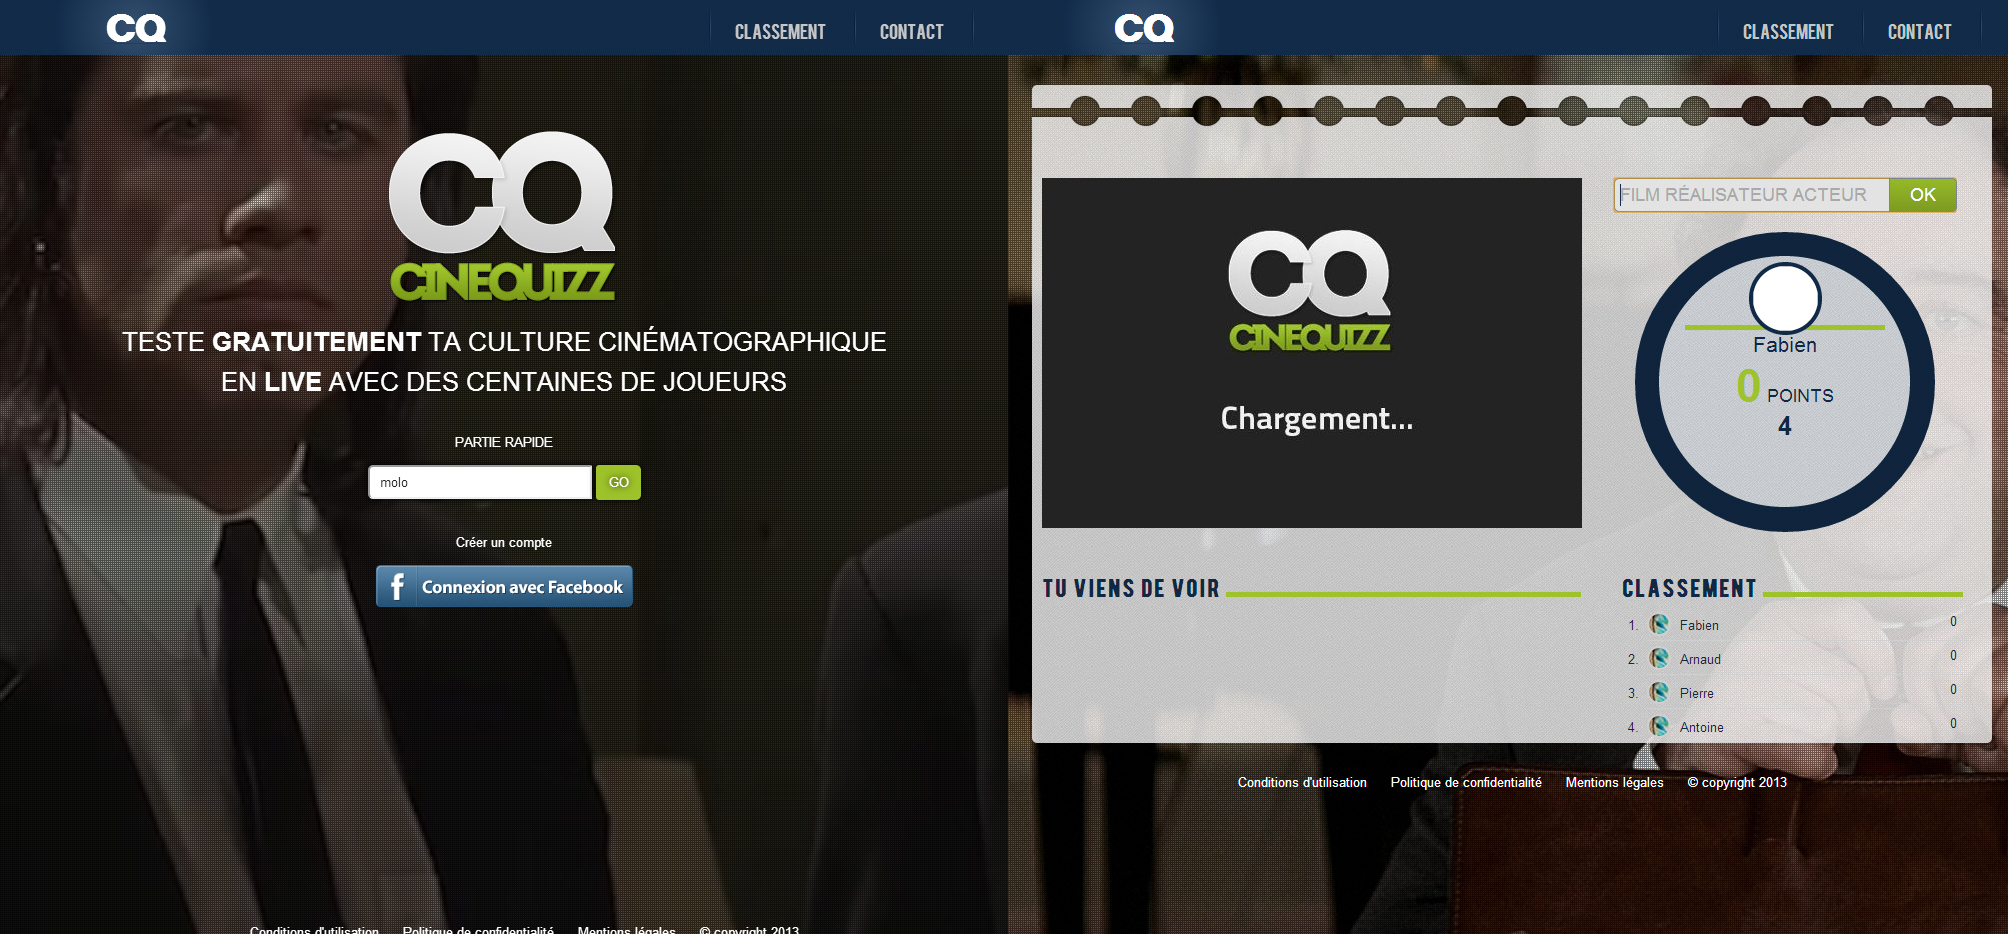 CQ
CLASSEMENT
CONTACT
CQ
CINEQUIZZ
TESTE GRATUITEMENT TA CULTURE CINÉMATOGRAPHIQUE
EN LIVE AVEC DES CENTAINES DE JOUEURS
PARTIE RAPIDE
molo
GO
Créer un compte
f Connexion avec Facebook
Conditions d'utilisation
Politique de confidentialité
Mentions légales
© copyright 2013
CQ
CLASSEMENT
CONTACT
CQ
CINEQUIZZ
Chargement...
FILM RÉALISATEUR ACTEUR
OK
Fabien
0 POINTS
4
TU VIENS DE VOIR
CLASSEMENT
1. Fabien 0
2. Arnaud 0
3. Pierre 0
4. Antoine 0
Conditions d'utilisation
Politique de confidentialité
Mentions légales
© copyright 2013